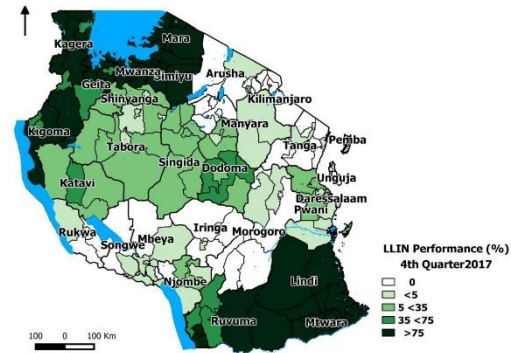 Kagera
Mara
Mwanza
Simiyu
Arusha
Geita
Shinyanga
Kilimanjaro
Kigoma
Manyara
Tabora
Tanga
Pemba
Singida
Dodoma
Unguja
Katavi
Daressalaam
Pwani
Rukwa
Mbeya
Iringa
Morogoro
Songwe
Njombe
Lindi
Ruvuma
Mtwara
LLIN Performance (%)
4th Quarter2017
0
<5
5 <35
35 <75
>75
100 0 100 Km